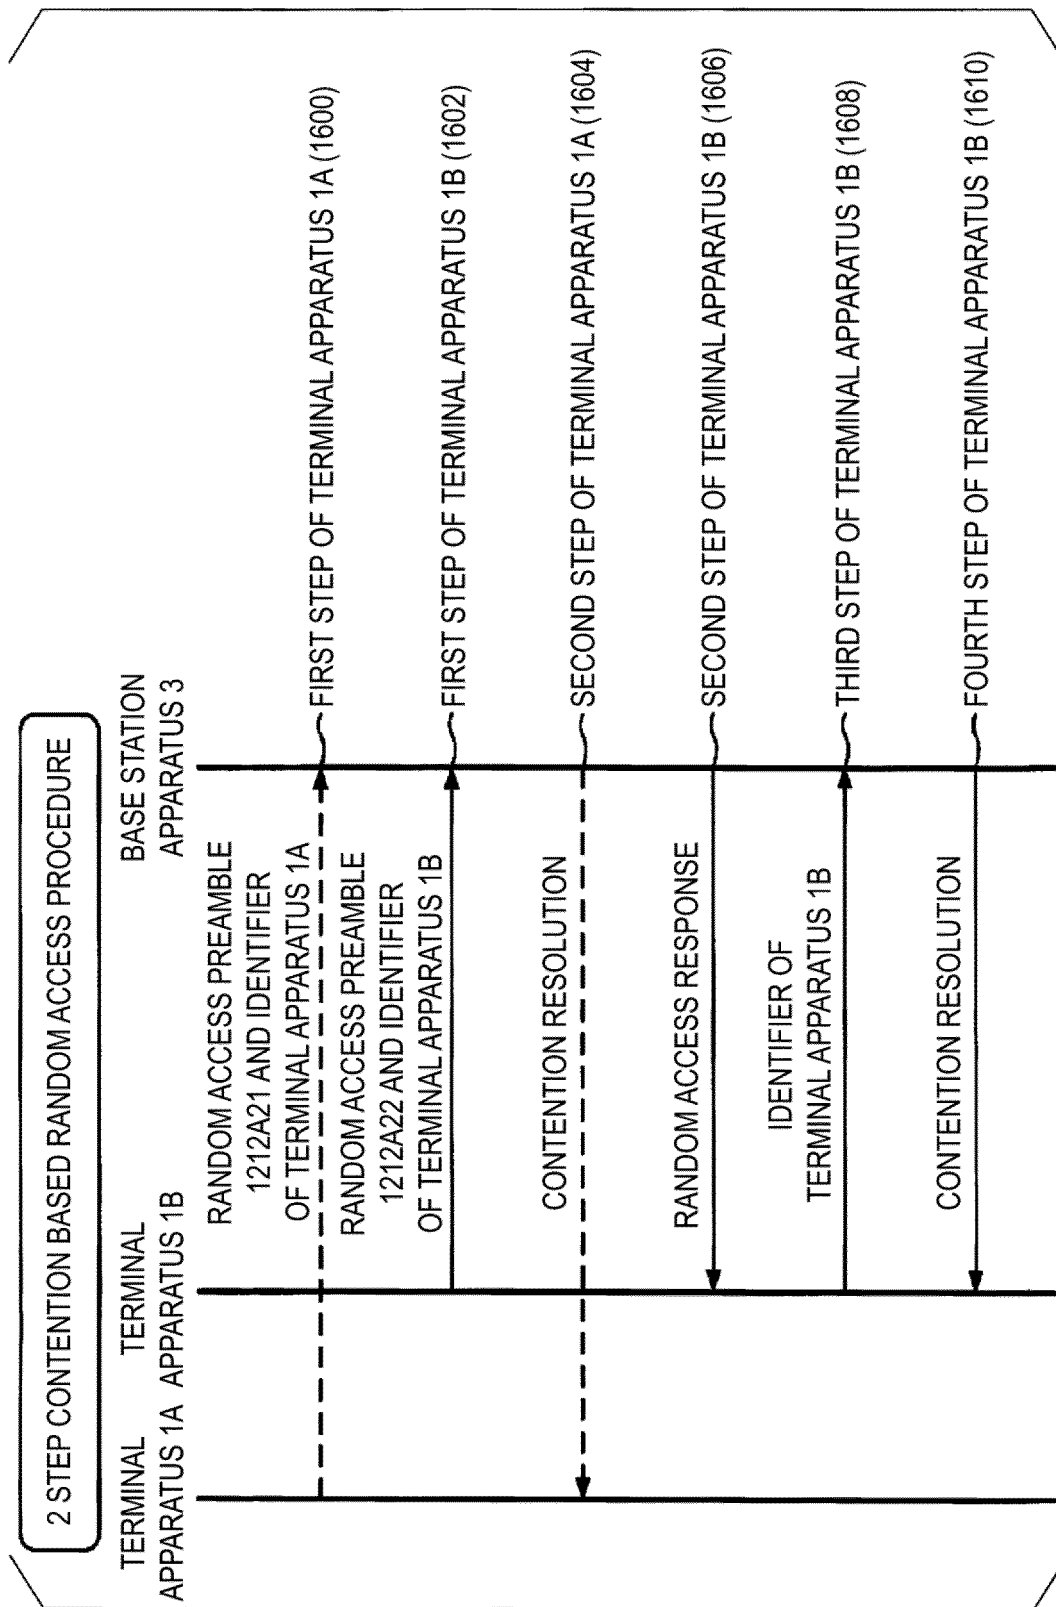 2 STEP CONTENTION BASED RANDOM ACCESS PROCEDURE
TERMINAL
APPARATUS 1A
TERMINAL
APPARATUS 1B
BASE STATION
APPARATUS 3
RANDOM ACCESS PREAMBLE
1212A21 AND IDENTIFIER
OF TERMINAL APPARATUS 1A
FIRST STEP OF TERMINAL APPARATUS 1A (1600)
RANDOM ACCESS PREAMBLE
1212A22 AND IDENTIFIER
OF TERMINAL APPARATUS 1B
FIRST STEP OF TERMINAL APPARATUS 1B (1602)
CONTENTION RESOLUTION
SECOND STEP OF TERMINAL APPARATUS 1A (1604)
RANDOM ACCESS RESPONSE
SECOND STEP OF TERMINAL APPARATUS 1B (1606)
IDENTIFIER OF
TERMINAL APPARATUS 1B
THIRD STEP OF TERMINAL APPARATUS 1B (1608)
CONTENTION RESOLUTION
FOURTH STEP OF TERMINAL APPARATUS 1B (1610)